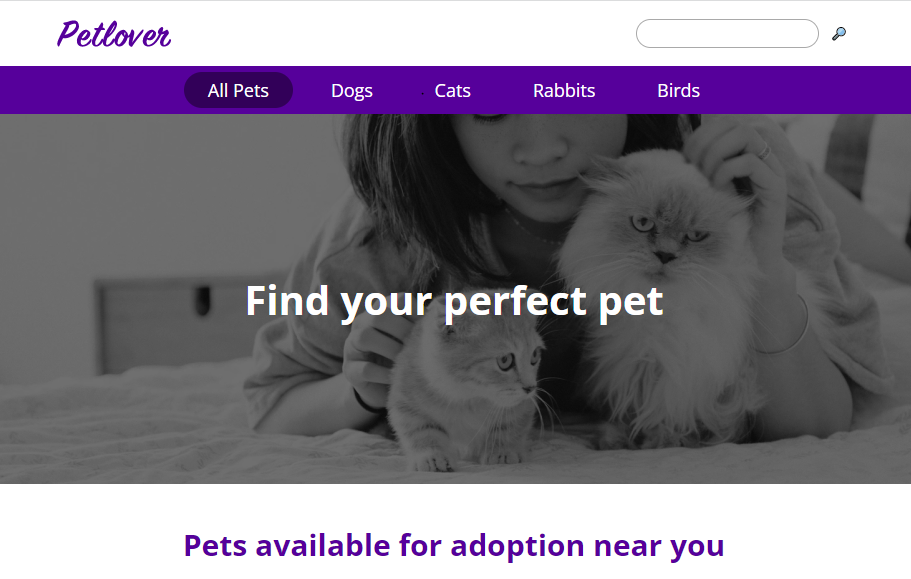 Petlover
All Pets Dogs Cats Rabbits Birds
Find your perfect pet
Pets available for adoption near you